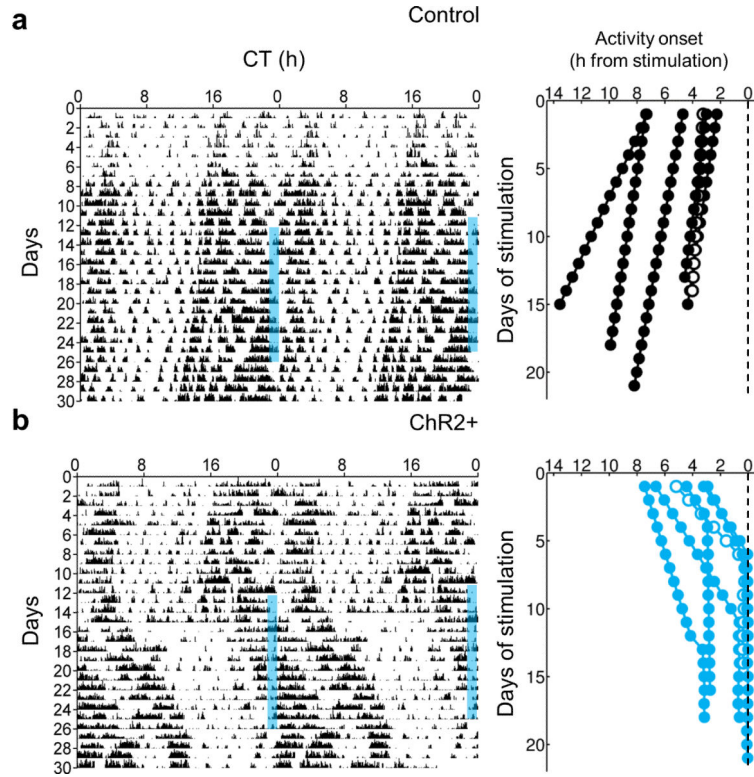 Control
a
CT (h)
Activity onset
(h from stimulation)
0 8 16 0 8 16 0
14 12 10 8 6 4 2 0
Days
0
2
4
6
8
10
12
14
16
18
20
22
24
26
28
30
Days of stimulation
0
5
10
15
20
b
ChR2+
0 8 16 0 8 16 0
14 12 10 8 6 4 2 0
Days
0
2
4
6
8
10
12
14
16
18
20
22
24
26
28
30
Days of stimulation
0
5
10
15
20